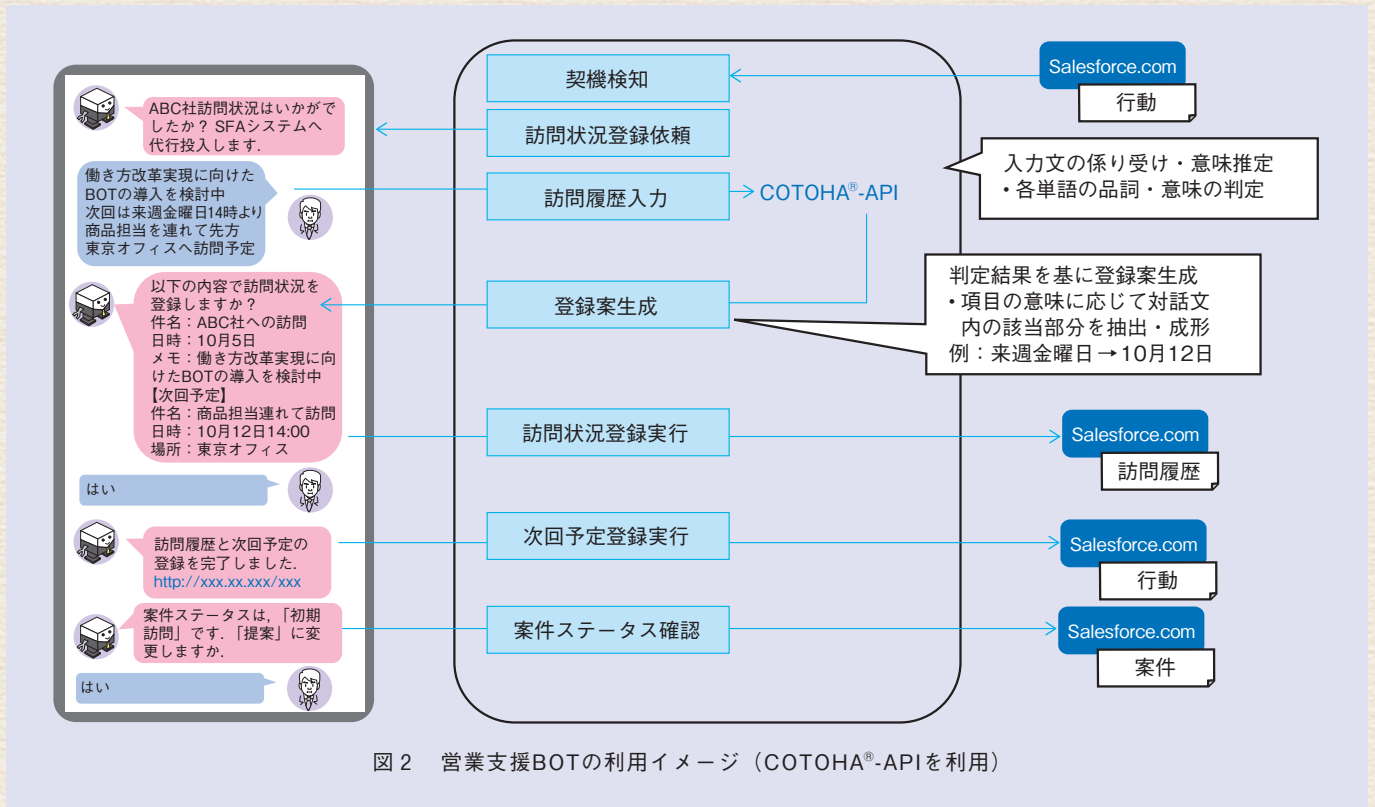 ABC社訪問状況はいかがで
したか？ SFAシステムへ
代行投入します.
働き方改革実現に向けた
BOTの導入を検討中
次回は来週金曜日14時より
商品担当を連れて先方
東京オフィスへ訪問予定
以下の内容で訪問状況を
登録しますか？
件名：ABC社への訪問
日時：10月5日
メモ：働き方改革実現に向
けたBOTの導入を検討中
【次回予定】
件名：商品担当連れて訪問
日時：10月12日14:00
場所：東京オフィス
はい
訪問履歴と次回予定の
登録を完了しました.
http://xxx.xx.xxx/xxx
案件ステータスは,「初期
訪問」です.「提案」に変
更しますか.
はい
契機検知
訪問状況登録依頼
訪問履歴入力
COTOHA®-API
登録案生成
訪問状況登録実行
次回予定登録実行
案件ステータス確認
Salesforce.com
行動
入力文の係り受け・意味推定
・各単語の品詞・意味の判定
判定結果を基に登録案生成
・項目の意味に応じて対話文
内の該当部分を抽出・成形
例：来週金曜日→10月12日
Salesforce.com
訪問履歴
Salesforce.com
行動
Salesforce.com
案件
図2　営業支援BOTの利用イメージ（COTOHA®-APIを利用）